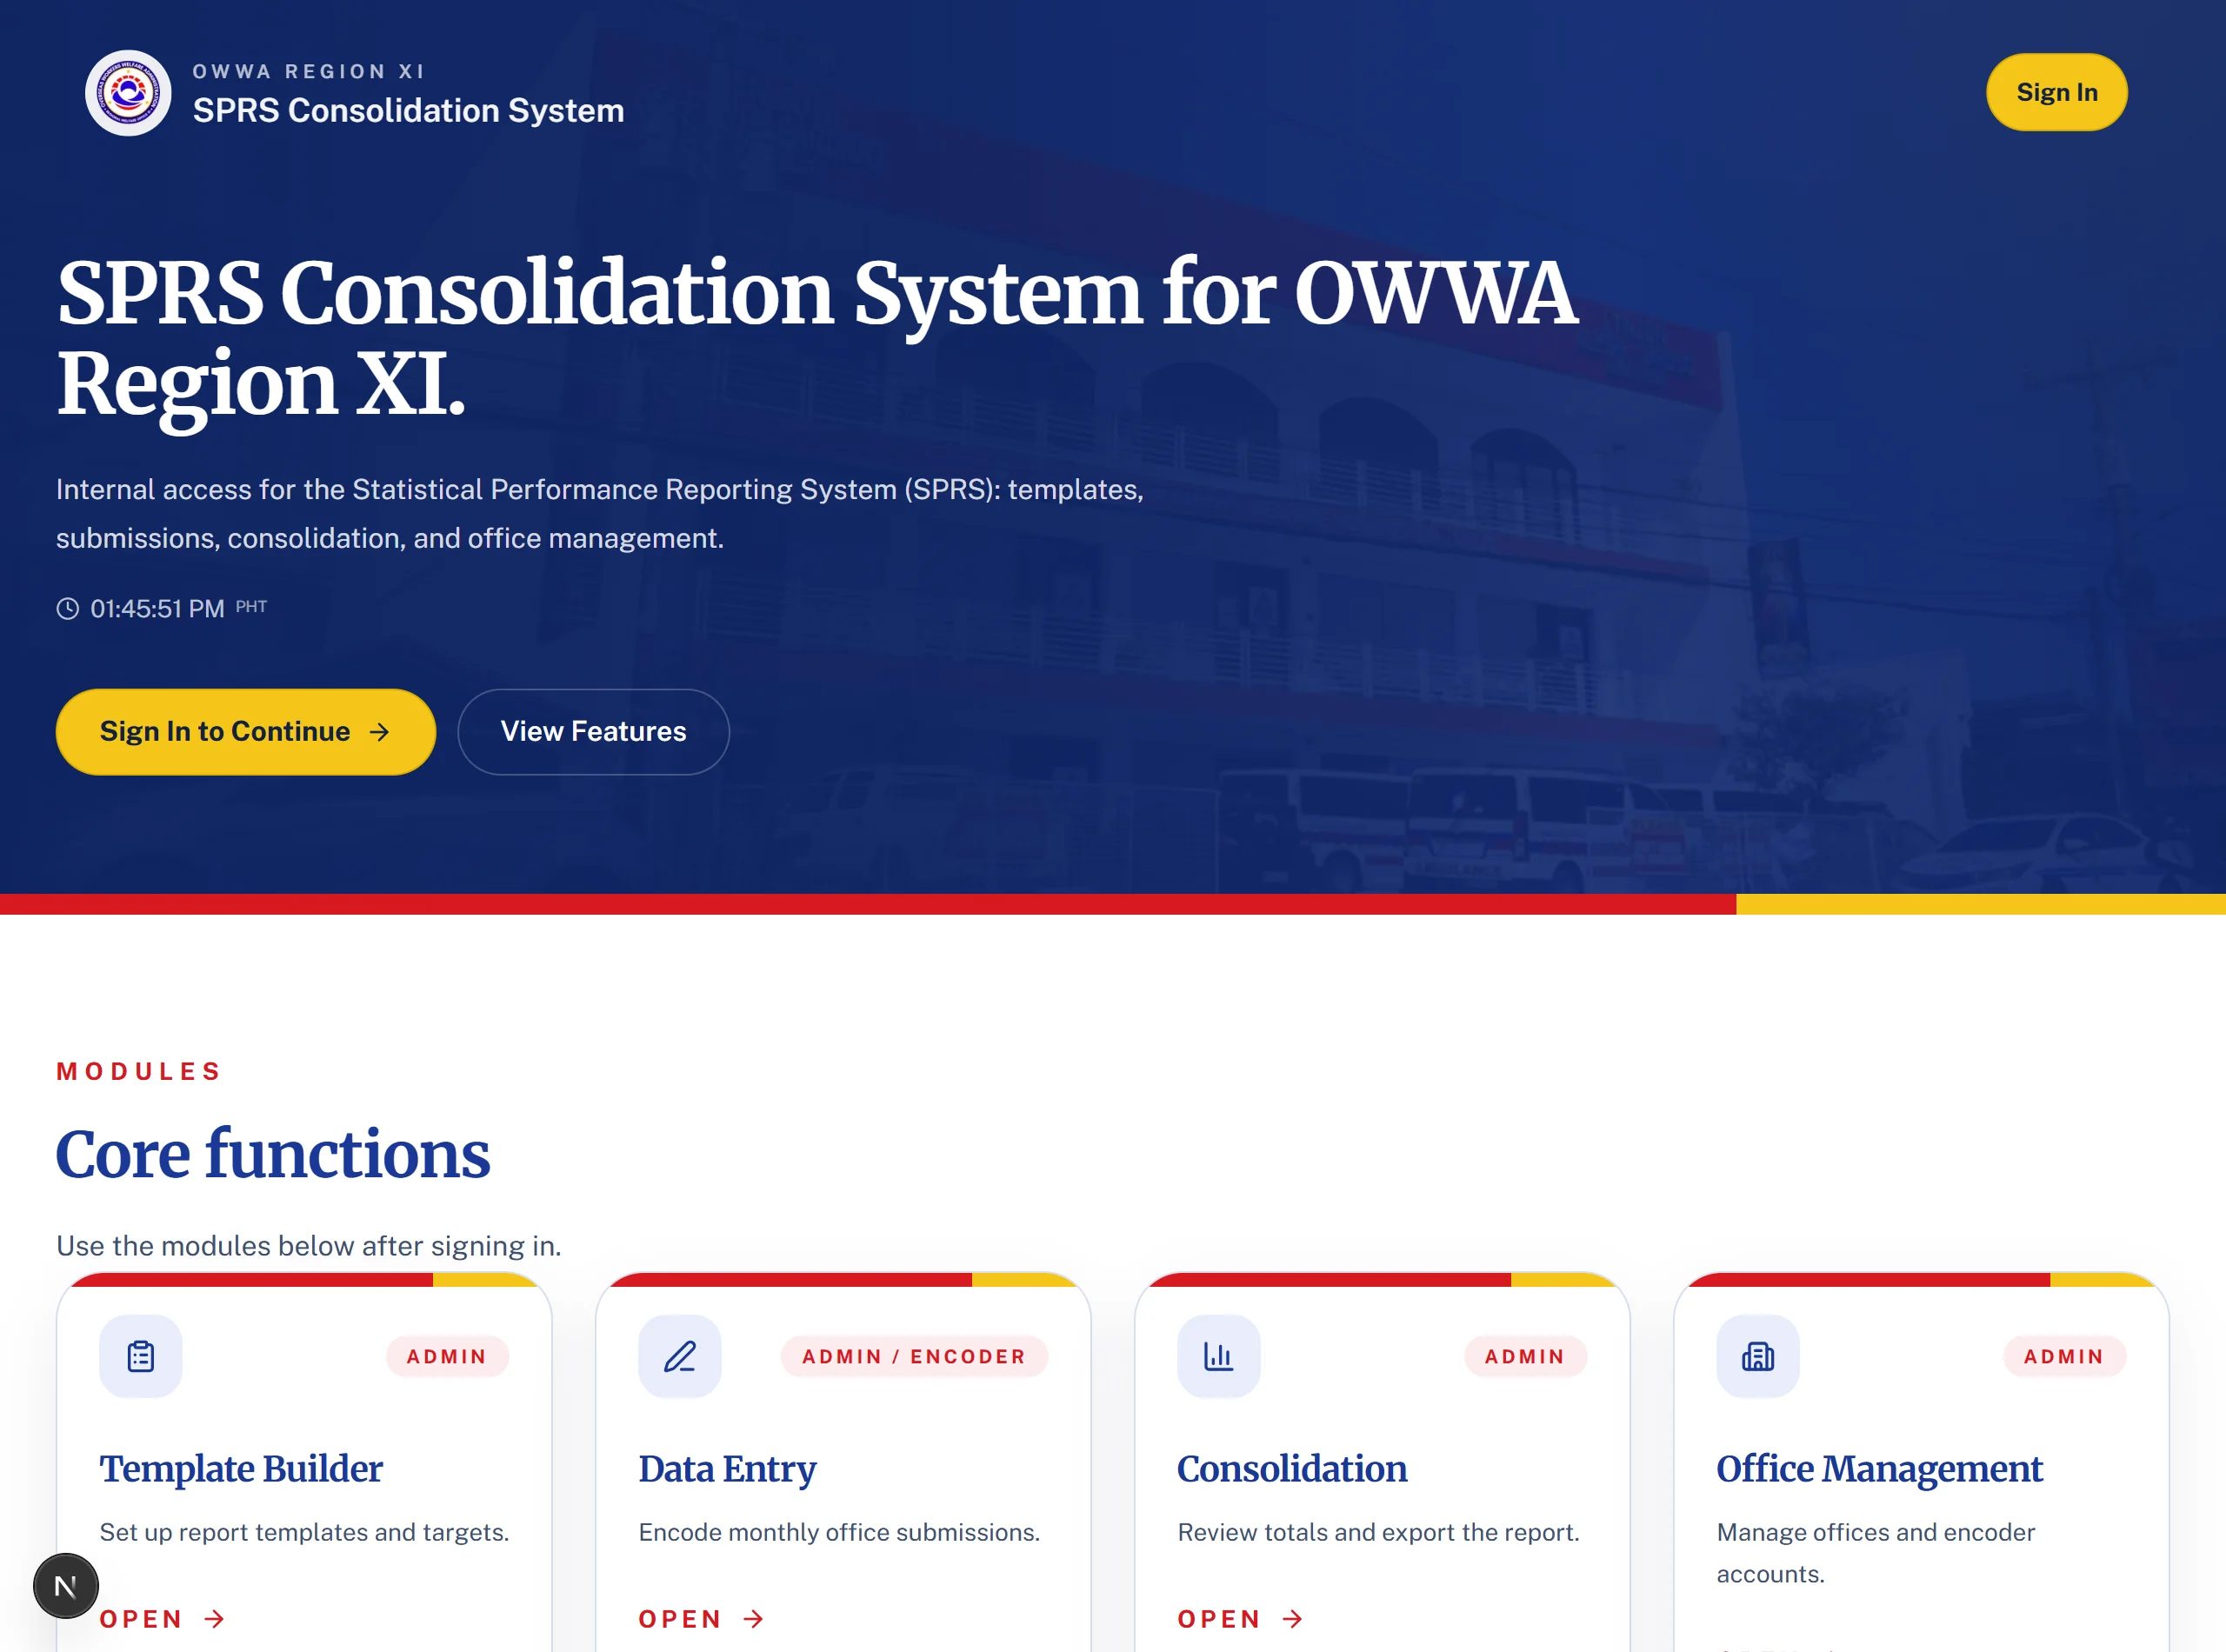 OWWA REGION XI
SPRS Consolidation System
Sign In
SPRS Consolidation System for OWWA
Region XI.
Internal access for the Statistical Performance Reporting System (SPRS): templates,
submissions, consolidation, and office management.
01:45:51 PM PHT
Sign In to Continue
View Features
MODULES
Core functions
Use the modules below after signing in.
ADMIN
Template Builder
Set up report templates and targets.
OPEN
ADMIN / ENCODER
Data Entry
Encode monthly office submissions.
OPEN
ADMIN
Consolidation
Review totals and export the report.
OPEN
ADMIN
Office Management
Manage offices and encoder
accounts.
N